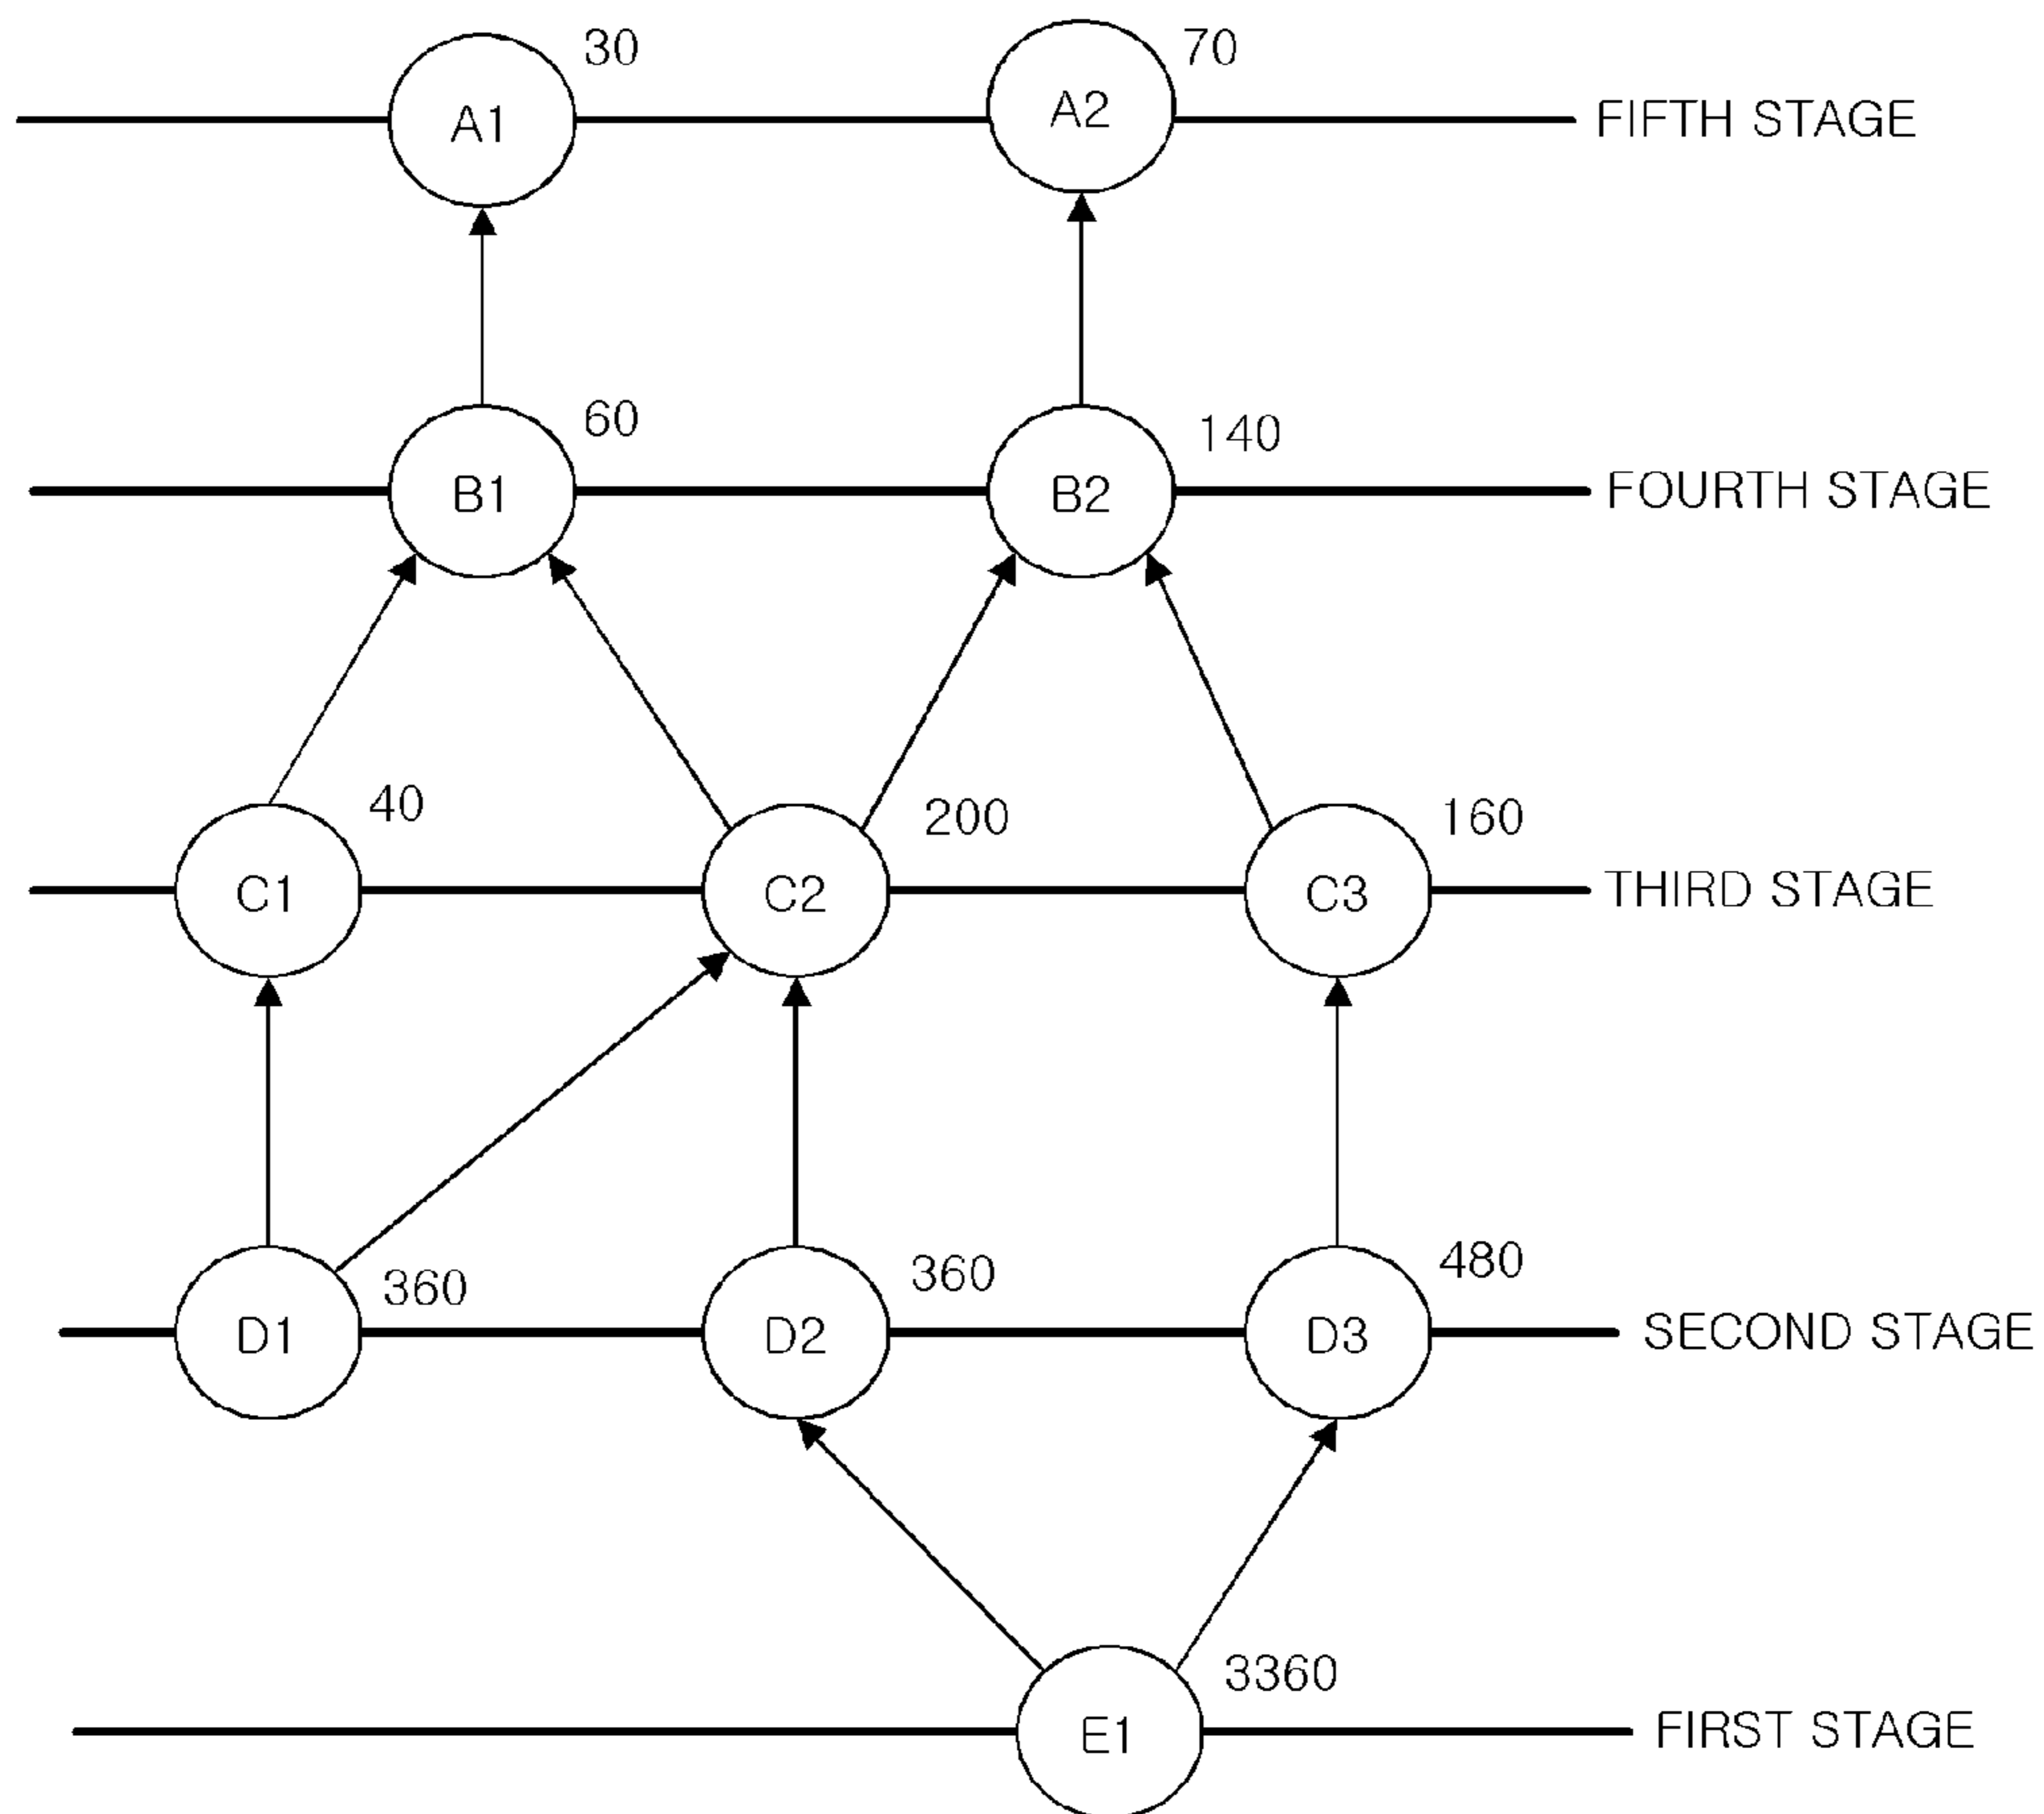 30
70
A1
A2
FIFTH STAGE
60
140
B1
B2
FOURTH STAGE
40
200
160
C1
C2
C3
THIRD STAGE
360
360
480
D1
D2
D3
SECOND STAGE
3360
E1
FIRST STAGE